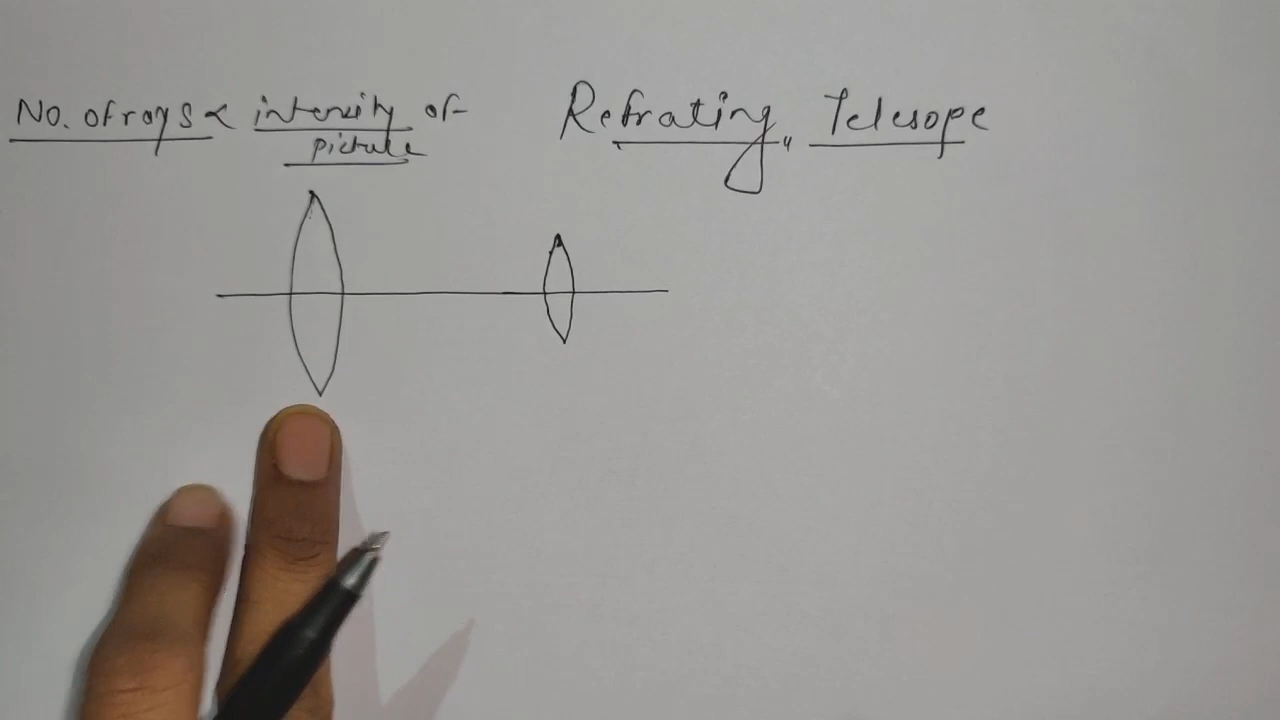 No. of rays ∝ intensity of
picture
Refrating Telesope